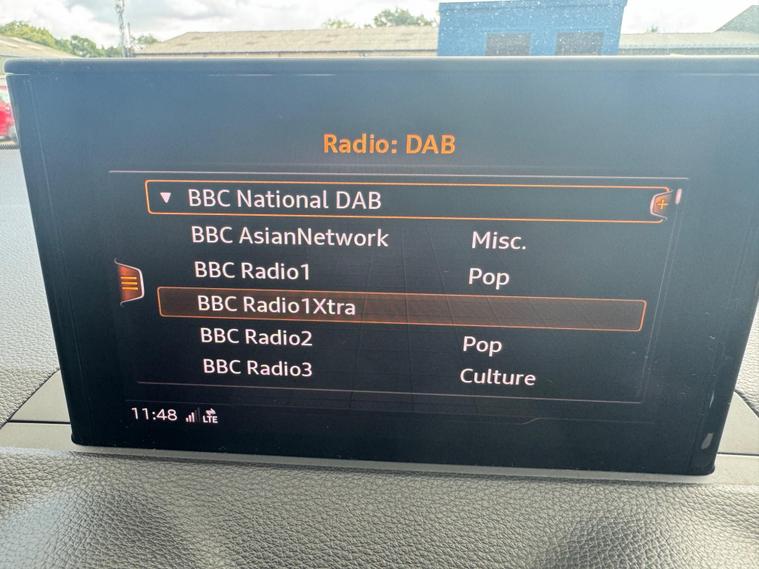 Radio: DAB
BBC National DAB
BBC AsianNetwork Misc.
BBC Radio1 Pop
BBC Radio1Xtra
BBC Radio2 Pop
BBC Radio3 Culture
11:48 LTE